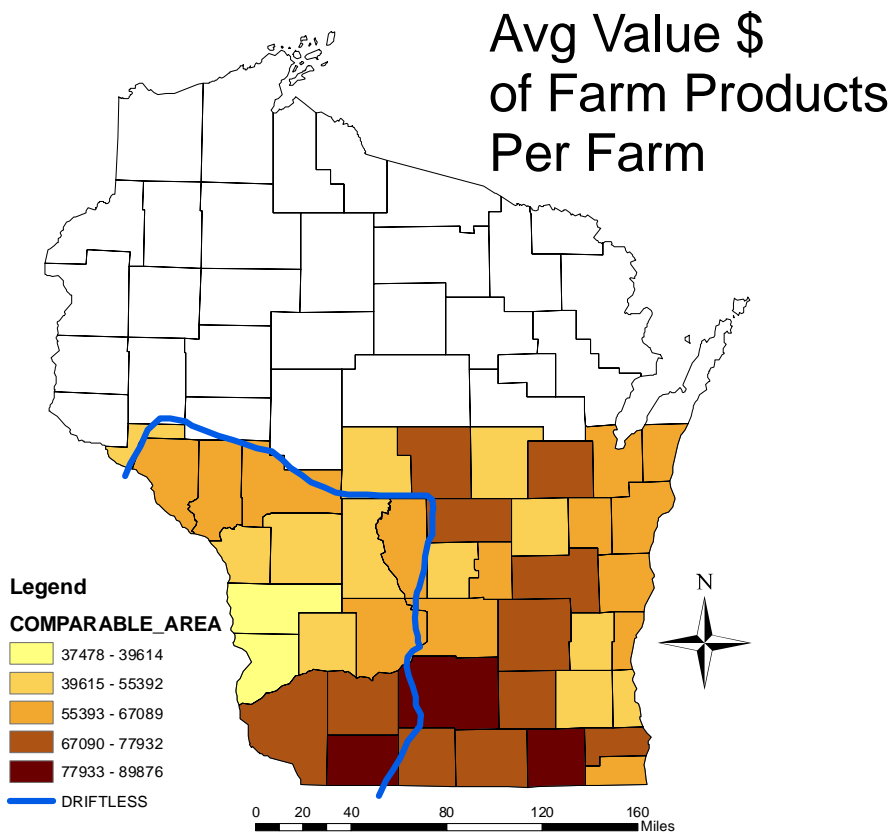 Avg Value $
of Farm Products
Per Farm
N
Legend
COMPARABLE_AREA
37478 - 39614
39615 - 55392
55393 - 67089
67090 - 77932
77933 - 89876
DRIFTLESS
0 20 40 80 120 160
Miles